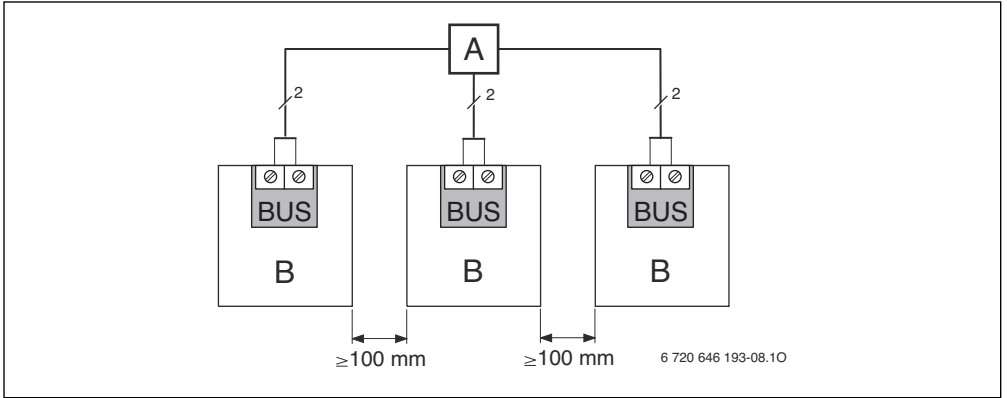 A
2 2 2
BUS BUS BUS
B B B
≥100 mm ≥100 mm
6 720 646 193-08.1O